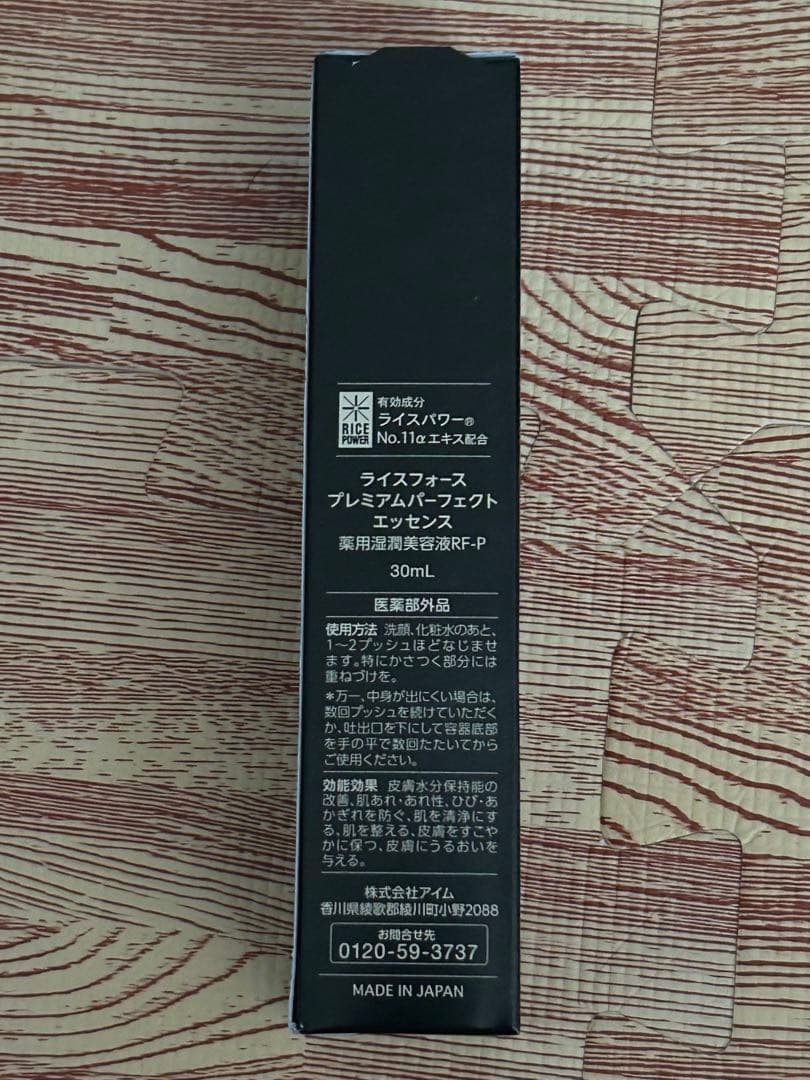 RICE
POWER
有効成分
ライスパワー®
No.11αエキス配合
ライスフォース
プレミアムパーフェクト
エッセンス
薬用湿潤美容液RF-P
30mL
医薬部外品
使用方法 洗顔、化粧水のあと、
1〜2プッシュほどなじませ
ます。特にかさつく部分には
重ねづけを。
*万一、中身が出にくい場合は、
数回プッシュを続けていただく
か、吐出口を下にして容器底部
を手の平で数回たたいてから
ご使用ください。
効能効果 皮膚水分保持能の
改善、肌あれ・あれ性、ひび・あ
かぎれを防ぐ、肌を清浄にす
る、肌を整える、皮膚をすこや
かに保つ、皮膚にうるおいを
与える。
株式会社アイム
香川県綾歌郡綾川町小野2088
お問合せ先
0120-59-3737
MADE IN JAPAN